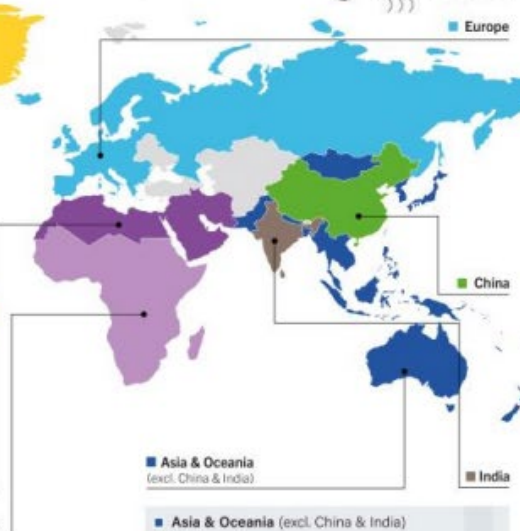 Europe
China
Asia & Oceania
(excl. China & India)
India
Asia & Oceania (excl. China & India)